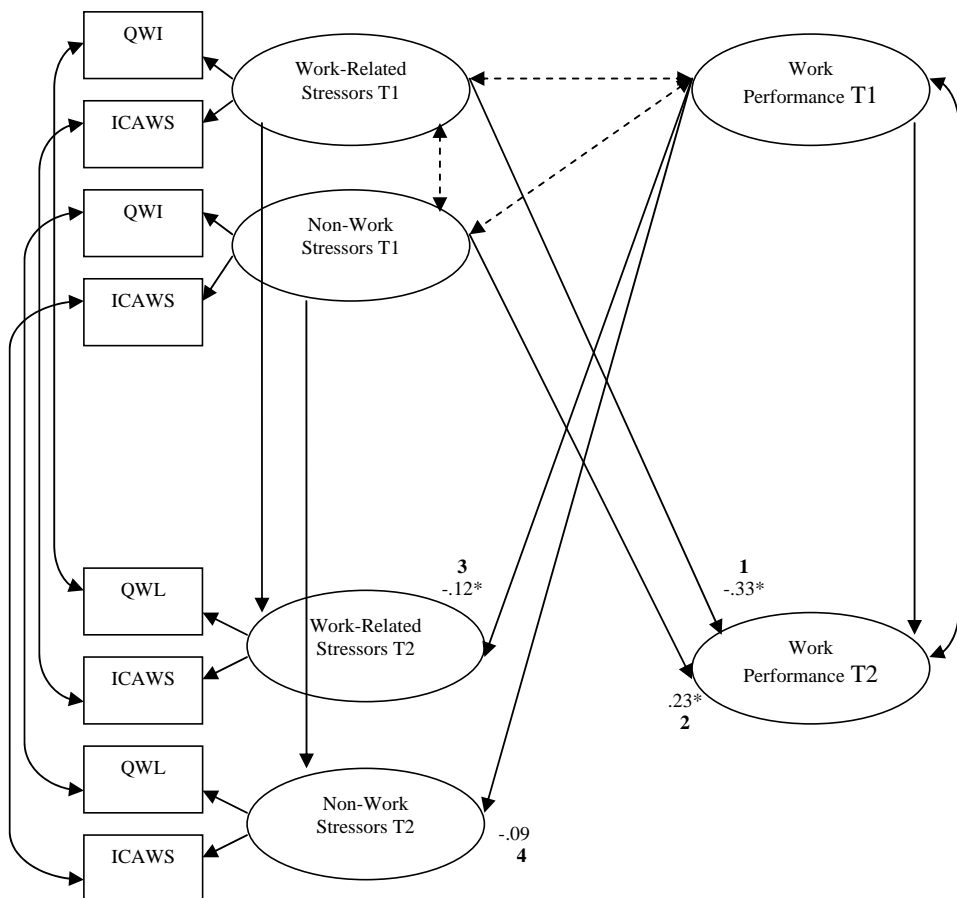 QWI
Work-Related
Stressors T1
Work
Performance T1
ICAWS
QWI
Non-Work
Stressors T1
ICAWS
3
-.12*
1
-.33*
QWL
Work-Related
Stressors T2
Work
Performance T2
ICAWS
.23*
2
QWL
Non-Work
Stressors T2
-.09
4
ICAWS